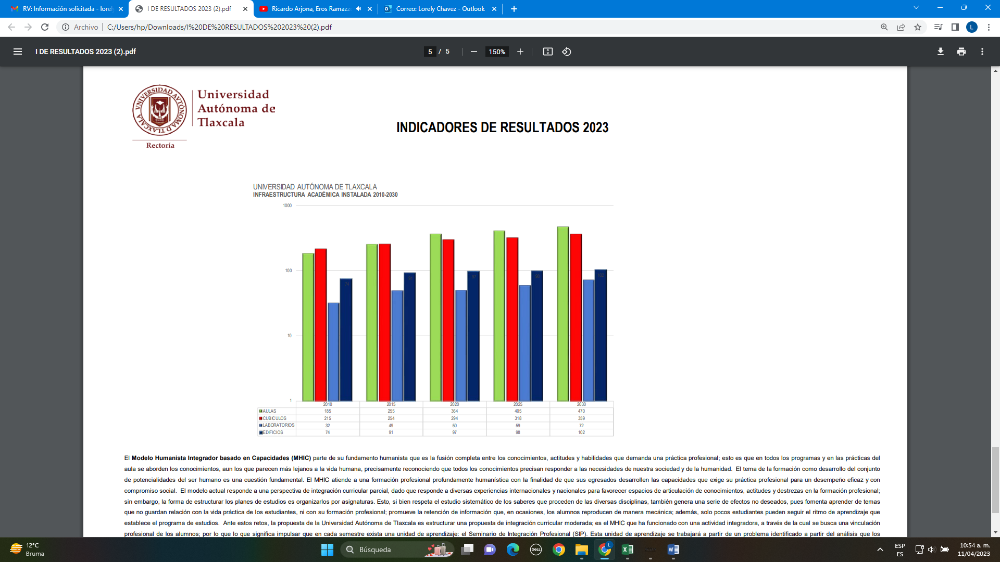 RV: Información solicitada - lorely
I DE RESULTADOS 2023 (2).pdf
Ricardo Arjona, Eros Ramazz
Correo: Lorely Chavez - Outlook
Archivo
C:/Users/hp/Downloads/I%20DE%20RESULTADOS%202023%20(2).pdf
L
I DE RESULTADOS 2023 (2).pdf
5 / 5
150%
UNIVERSIDAD AUTÓNOMA D TLAXCALA
Universidad
Autónoma de
Tlaxcala
Rectoría
INDICADORES DE RESULTADOS 2023
UNIVERSIDAD AUTÓNOMA DE TLAXCALA
INFRAESTRUCTURA ACADÉMICA INSTALADA 2010-2030
1000
100
10
1
74
91
97
98
102
2010 2015 2020 2025 2030
AULAS 185 255 364 405 470
CUBICULOS 215 254 294 318 359
LABORATORIOS 32 49 50 59 72
EDIFICIOS 74 91 97 98 102
El Modelo Humanista Integrador basado en Capacidades (MHIC) parte de su fundamento humanista que es la fusión completa entre los conocimientos, actitudes y habilidades que demanda una práctica profesional; esto es que en todos los programas y en las prácticas del
aula se aborden los conocimientos, aun los que parecen más lejanos a la vida humana, precisamente reconociendo que todos los conocimientos precisan responder a las necesidades de nuestra sociedad y de la humanidad. El tema de la formación como desarrollo del conjunto
de potencialidades del ser humano es una cuestión fundamental. El MHIC atiende a una formación profesional profundamente humanística con la finalidad de que sus egresados desarrollen las capacidades que exige su práctica profesional para un desempeño eficaz y con
compromiso social. El modelo actual responde a una perspectiva de integración curricular parcial, dado que responde a diversas experiencias internacionales y nacionales para favorecer espacios de articulación de conocimientos, actitudes y destrezas en la formación profesional;
sin embargo, la forma de estructurar los planes de estudios es organizarlos por asignaturas. Esto, si bien respeta el estudio sistemático de los saberes que proceden de las diversas disciplinas, también genera una serie de efectos no deseados, pues fomenta aprender de temas
que no guardan relación con la vida práctica de los estudiantes, ni con su formación profesional; promueve la retención de información que, en ocasiones, los alumnos reproducen de manera mecánica; además, solo pocos estudiantes pueden seguir el ritmo de aprendizaje que
establece el programa de estudios. Ante estos retos, la propuesta de la Universidad Autónoma de Tlaxcala es estructurar una propuesta de integración curricular moderada; es el MHIC que ha funcionado con una actividad integradora, a través de la cual se busca una vinculación
profesional de los alumnos; por lo que lo que significa impulsar que en cada semestre exista una unidad de aprendizaje: el Seminario de Integración Profesional (SIP). Esta unidad de aprendizaje se trabajará a partir de un problema identificado a partir del análisis que los
12°C
Bruma
Búsqueda
DELL
L
ESP
ES
10:54 a. m.
11/04/2023